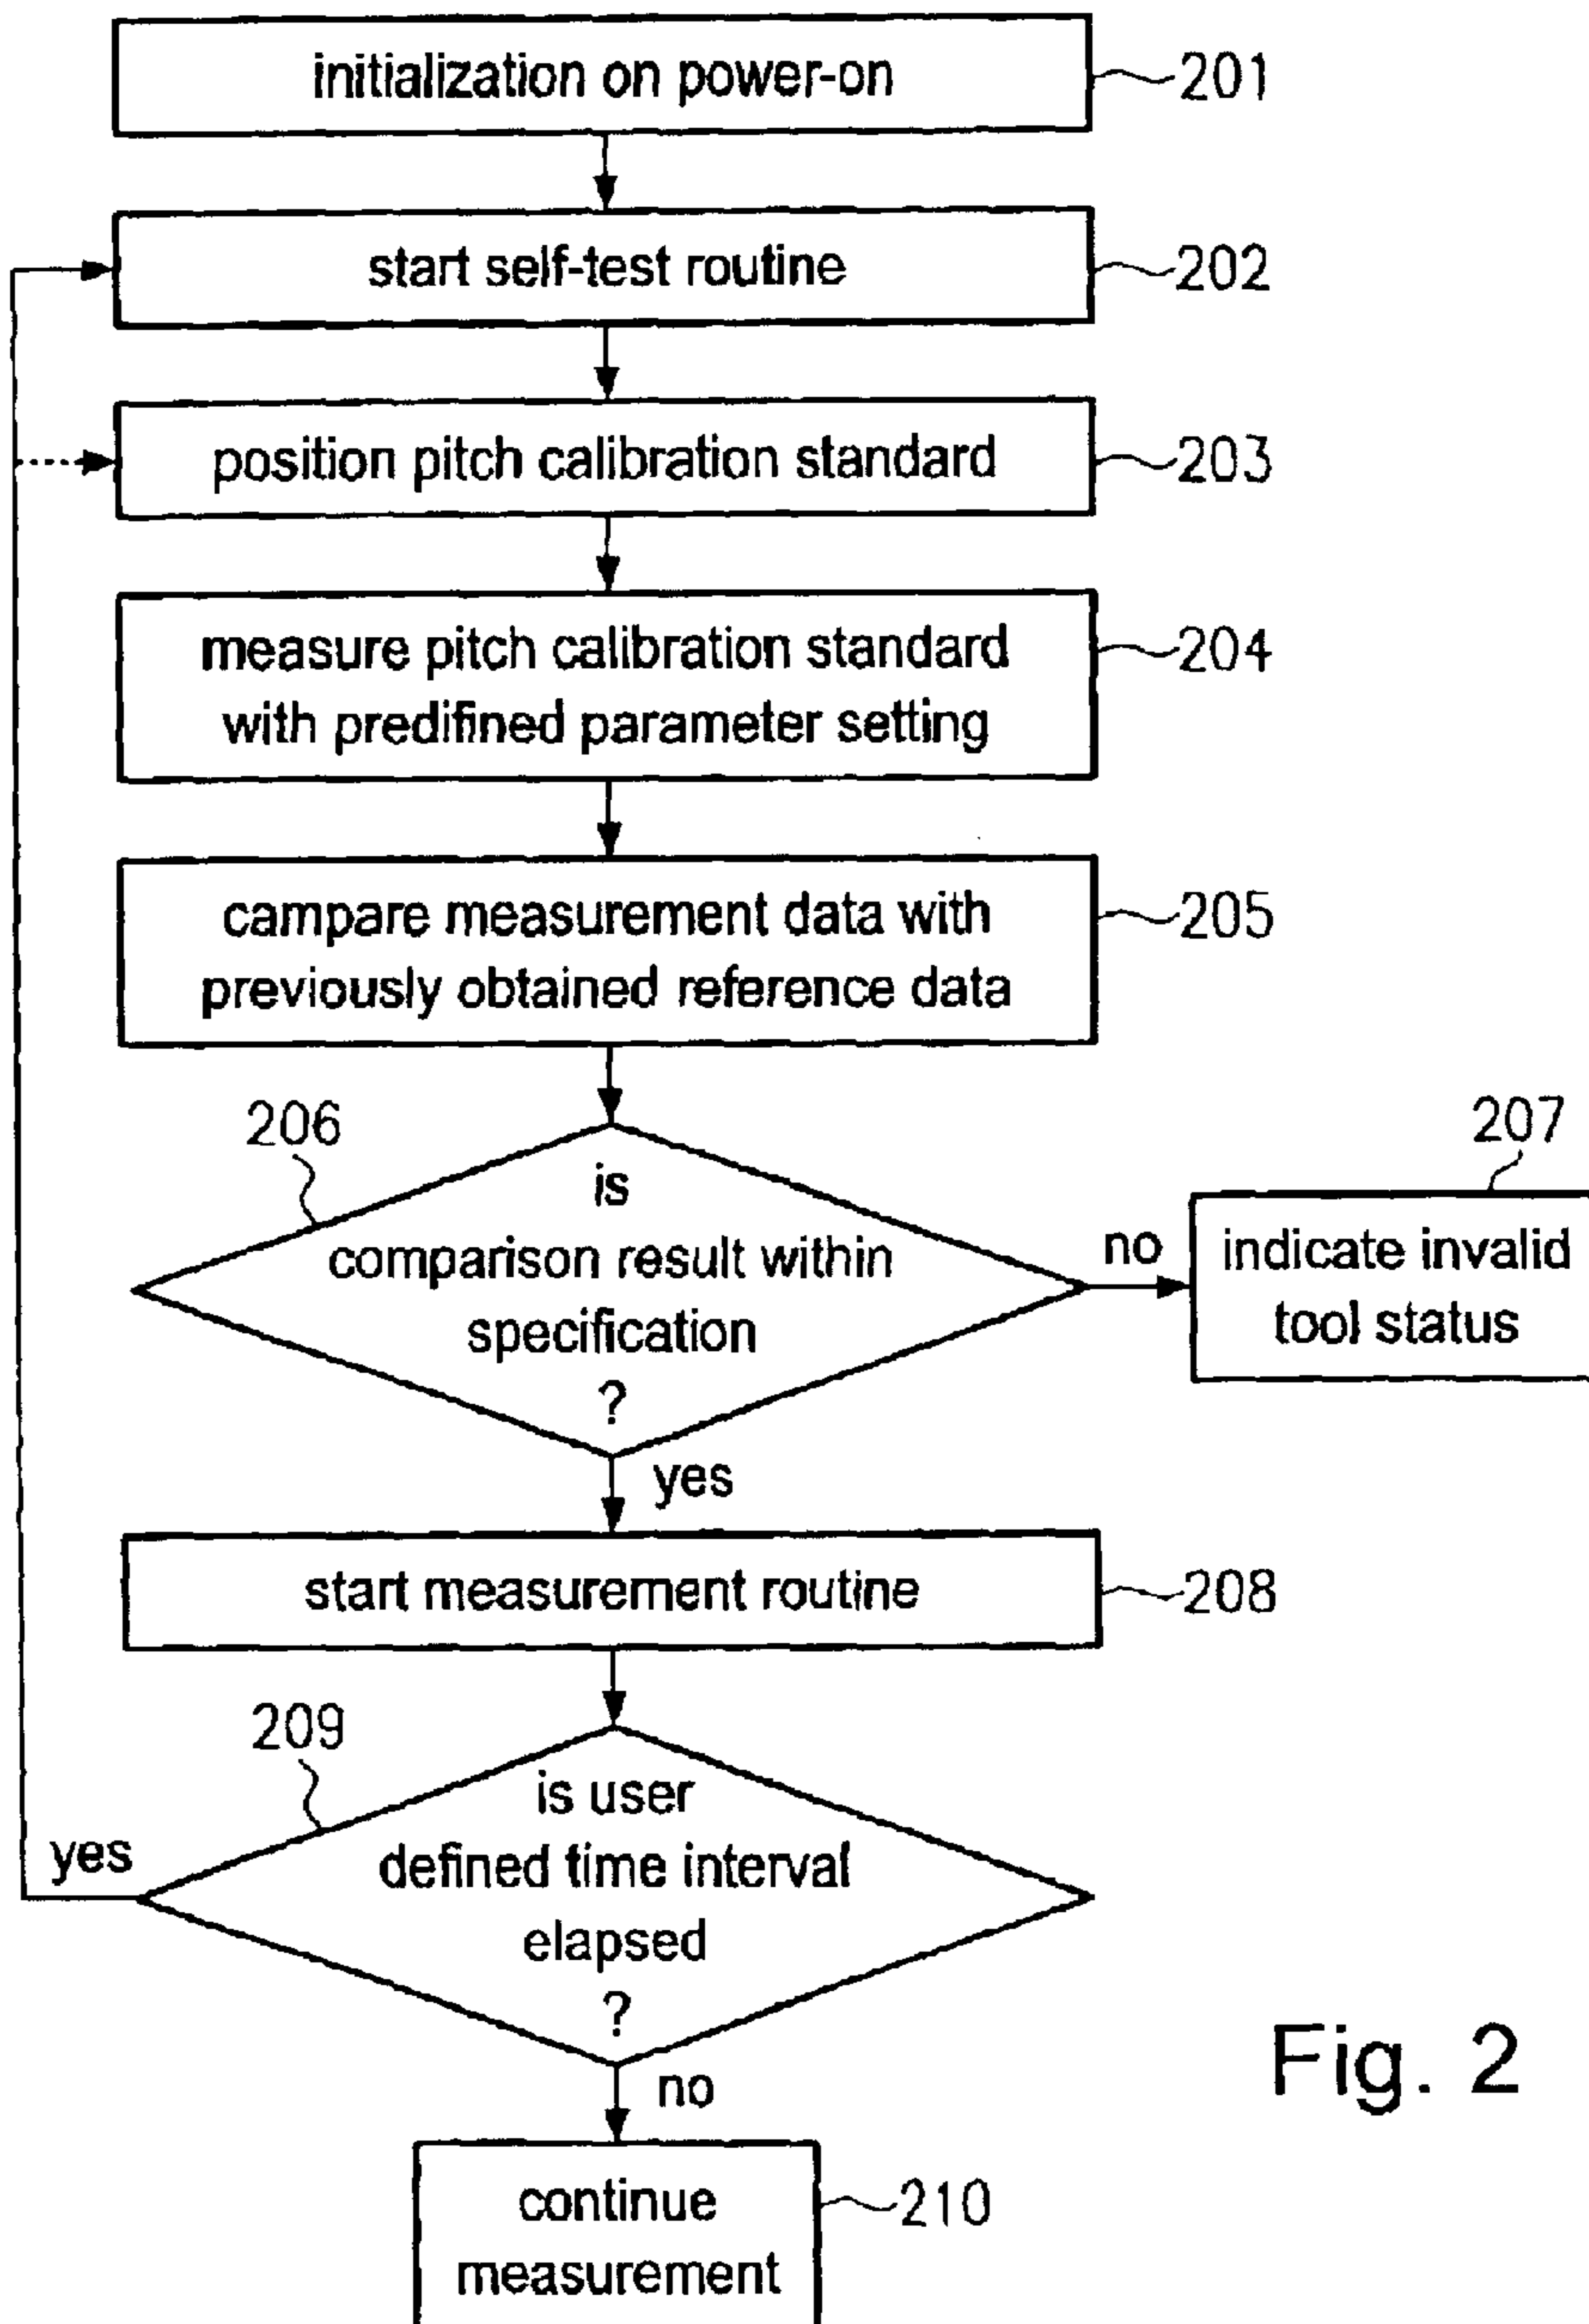 initialization on power-on
201
start self-test routine
202
position pitch calibration standard
203
measure pitch calibration standard
with predifined parameter setting
204
campare measurement data with
previously obtained reference data
205
206
is
comparison result within
specification
?
no
207
indicate invalid
tool status
yes
start measurement routine
208
209
is user
defined time interval
elapsed
?
yes
no
continue
measurement
210
Fig. 2